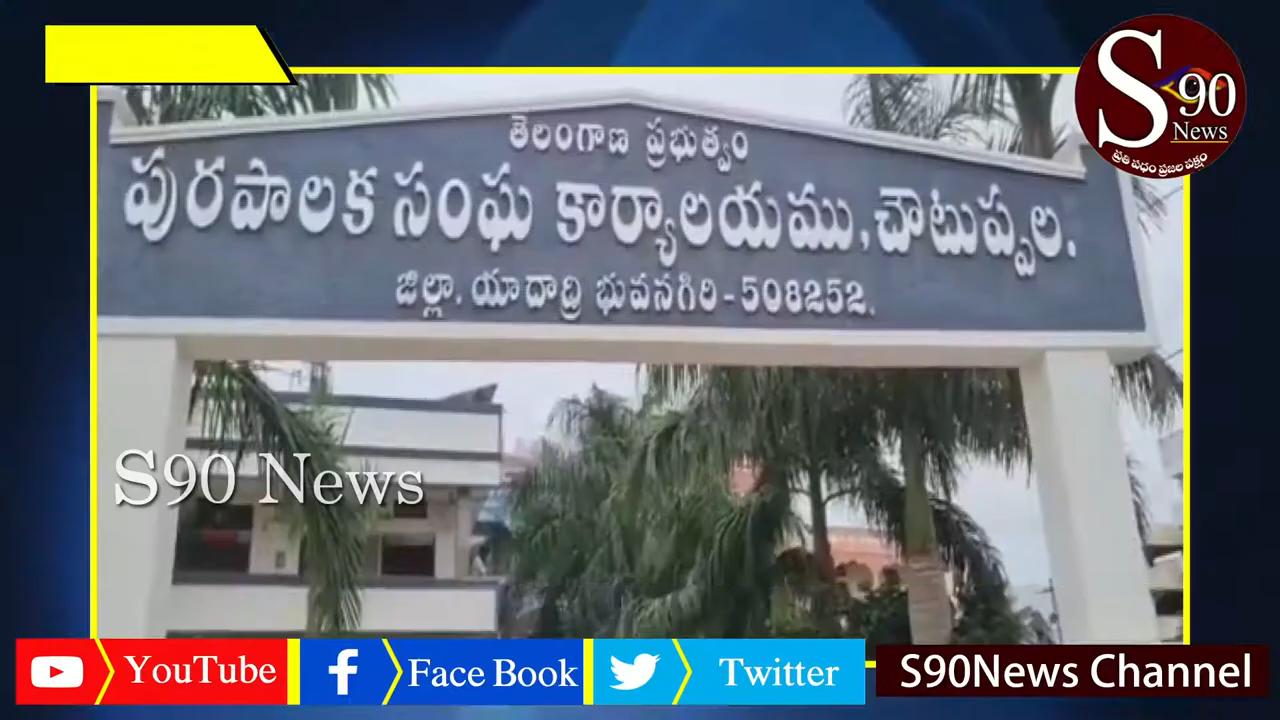 తెలంగాణ ప్రభుత్వం
పురపాలక సంఘ కార్యాలయము, చౌటుప్పల.
జిల్లా. యాదాద్రి భువనగిరి-508252.
S90
News
ప్రతి పధం ప్రజల పక్షం
S90 News
YouTube
Face Book
Twitter
S90News Channel